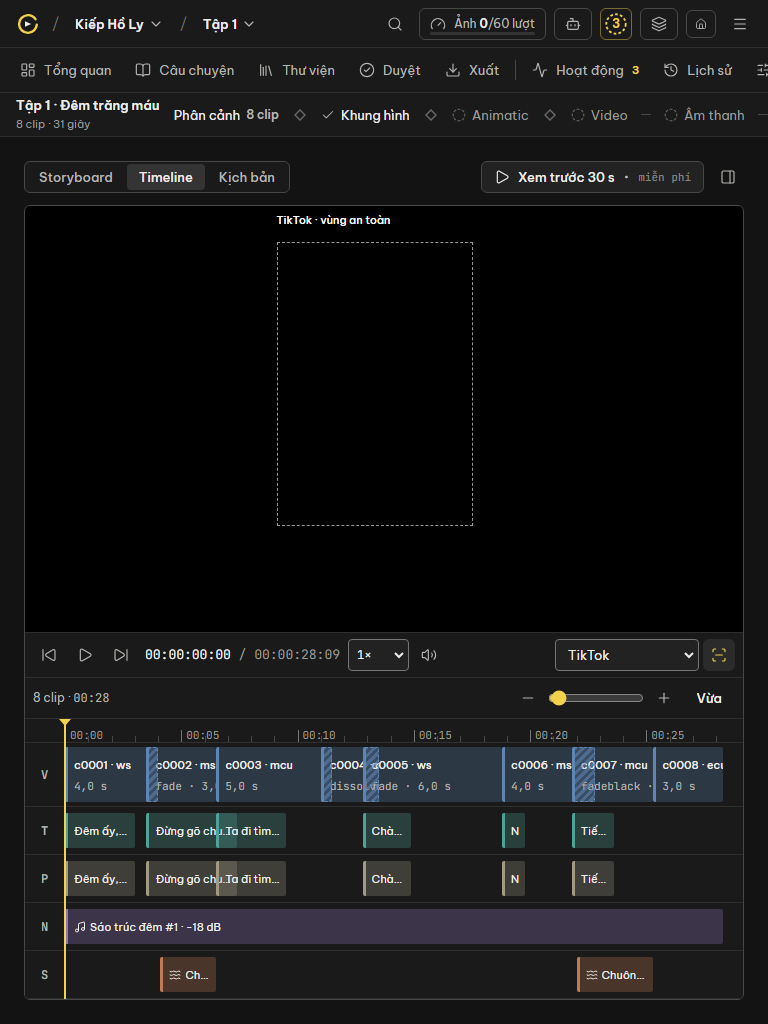 / Kiếp Hồ Ly / Tập 1 Ảnh 0/60 lượt 3
Tổng quan Câu chuyện Thư viện Duyệt Xuất Hoạt động 3 Lịch sử
Tập 1 · Đêm trăng máu
8 clip · 31 giây
Phân cảnh 8 clip Khung hình Animatic Video Âm thanh
Storyboard Timeline Kịch bản Xem trước 30 s · miễn phí
TikTok · vùng an toàn
00:00:00:00 / 00:00:28:09 1× TikTok
8 clip · 00:28 Vừa
00:00 00:05 00:10 00:15 00:20 00:25
V c0001 · ws c0002 · ms c0003 · mcu c0004 c0005 · ws c0006 · ms c0007 · mcu c0008 · ecu
4,0 s fade · 3, 5,0 s fade · 6,0 s 4,0 s fadeblack · 3,0 s
T Đêm ấy,... Đừng gõ chu... Ta đi tìm... Chà... N Tiế...
P Đêm ấy,... Đừng gõ chu... Ta đi tìm... Chà... N Tiế...
N Sáo trúc đêm #1 · -18 dB
S Ch... Chuôn...